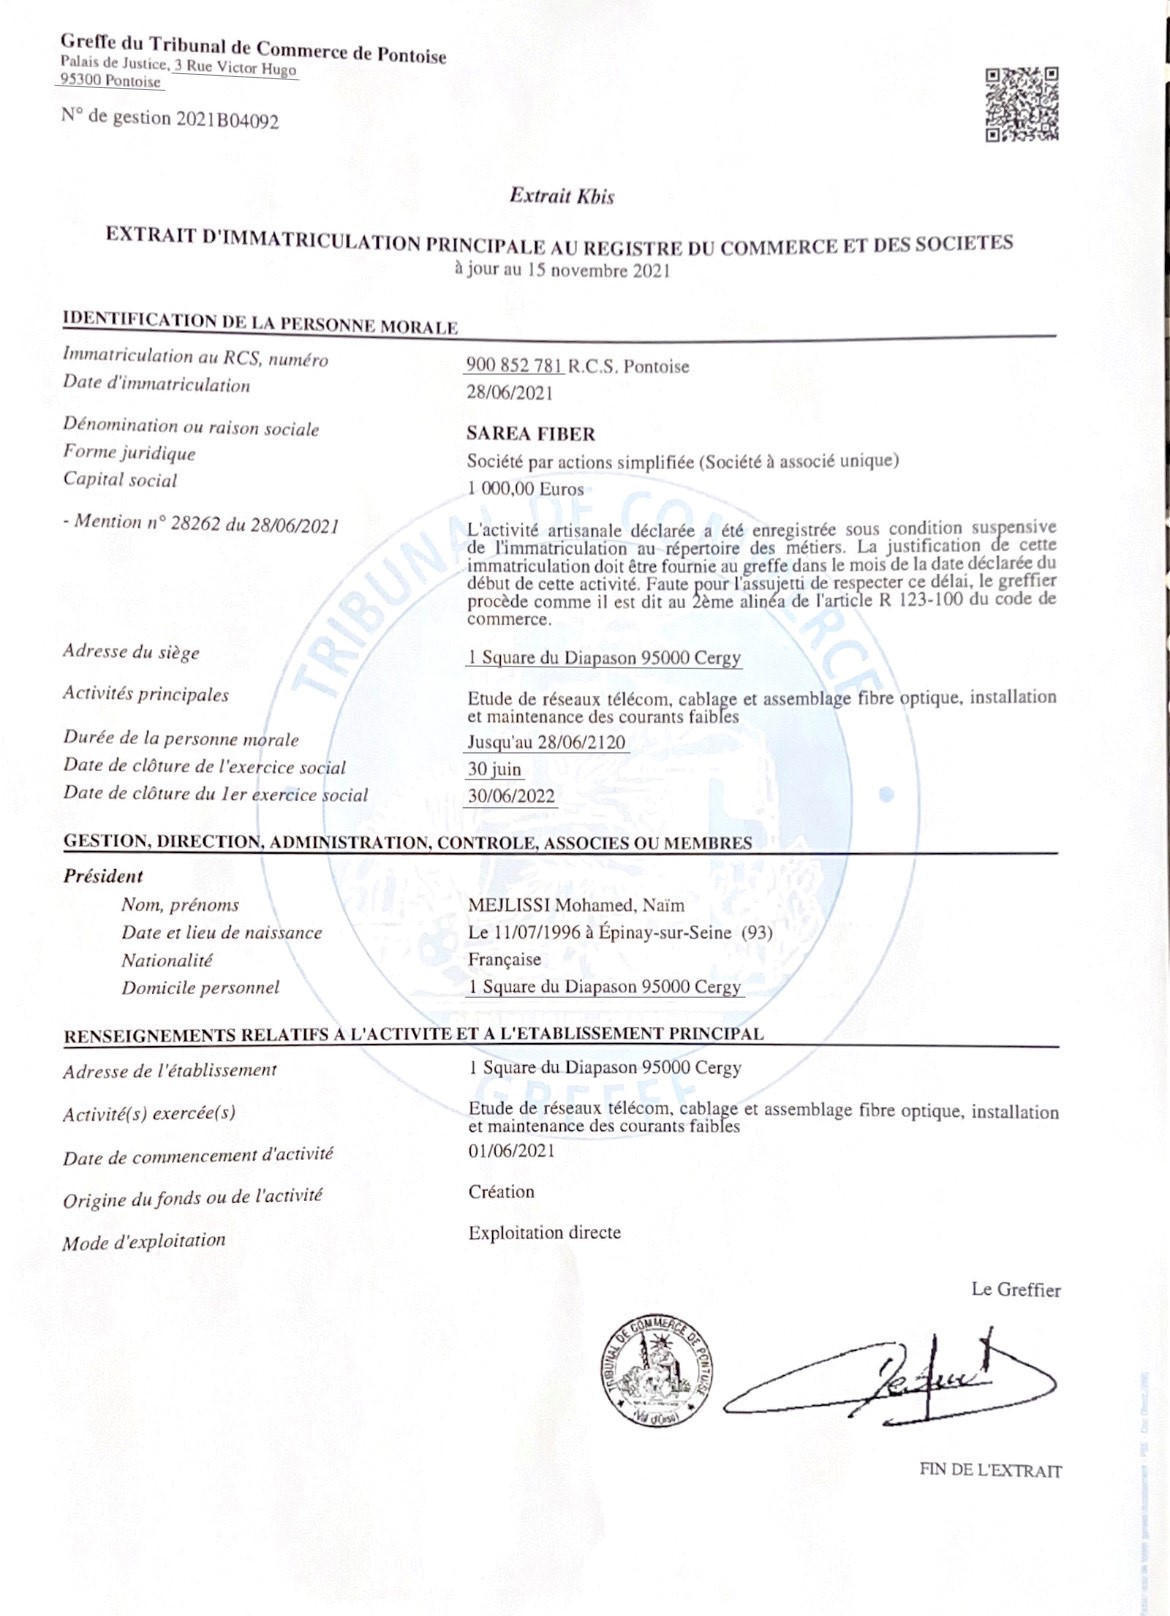 Greffe du Tribunal de Commerce de Pontoise
Palais de Justice, 3 Rue Victor Hugo
95300 Pontoise
N° de gestion 2021B04092
Extrait Kbis
EXTRAIT D'IMMATRICULATION PRINCIPALE AU REGISTRE DU COMMERCE ET DES SOCIETES
à jour au 15 novembre 2021
IDENTIFICATION DE LA PERSONNE MORALE
Immatriculation au RCS, numéro 900 852 781 R.C.S. Pontoise
Date d'immatriculation 28/06/2021
Dénomination ou raison sociale SAREA FIBER
Forme juridique Société par actions simplifiée (Société à associé unique)
Capital social 1 000,00 Euros
- Mention n° 28262 du 28/06/2021 L'activité artisanale déclarée a été enregistrée sous condition suspensive
de l'immatriculation au répertoire des métiers. La justification de cette
immatriculation doit être fournie au greffe dans le mois de la date déclarée du
début de cette activité. Faute pour l'assujetti de respecter ce délai, le greffier
procède comme il est dit au 2ème alinéa de l'article R 123-100 du code de
commerce.
Adresse du siège 1 Square du Diapason 95000 Cergy
Activités principales Etude de réseaux télécom, cablage et assemblage fibre optique, installation
et maintenance des courants faibles
Durée de la personne morale Jusqu'au 28/06/2120
Date de clôture de l'exercice social 30 juin
Date de clôture du 1er exercice social 30/06/2022
GESTION, DIRECTION, ADMINISTRATION, CONTROLE, ASSOCIES OU MEMBRES
Président
Nom, prénoms MEJLISSI Mohamed, Naïm
Date et lieu de naissance Le 11/07/1996 à Épinay-sur-Seine (93)
Nationalité Française
Domicile personnel 1 Square du Diapason 95000 Cergy
RENSEIGNEMENTS RELATIFS A L'ACTIVITE ET A L'ETABLISSEMENT PRINCIPAL
Adresse de l'établissement 1 Square du Diapason 95000 Cergy
Activité(s) exercée(s) Etude de réseaux télécom, cablage et assemblage fibre optique, installation
et maintenance des courants faibles
Date de commencement d'activité 01/06/2021
Origine du fonds ou de l'activité Création
Mode d'exploitation Exploitation directe
Le Greffier
TRIBUNAL DE COMMERCE DE PONTOISE
(Val d'Oise)
FIN DE L'EXTRAIT
TRIBUNAL DE COMMERCE
GREFFE